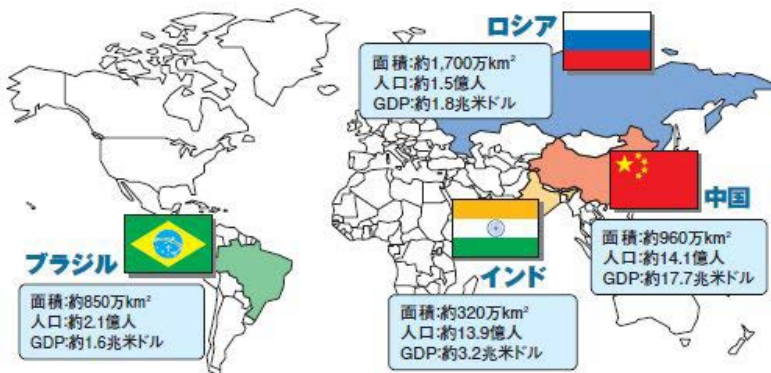 ロシア
面積:約1,700万km²
人口:約1.5億人
GDP:約1.8兆米ドル
中国
面積:約960万km²
人口:約14.1億人
GDP:約17.7兆米ドル
インド
面積:約320万km²
人口:約13.9億人
GDP:約3.2兆米ドル
ブラジル
面積:約850万km²
人口:約2.1億人
GDP:約1.6兆米ドル